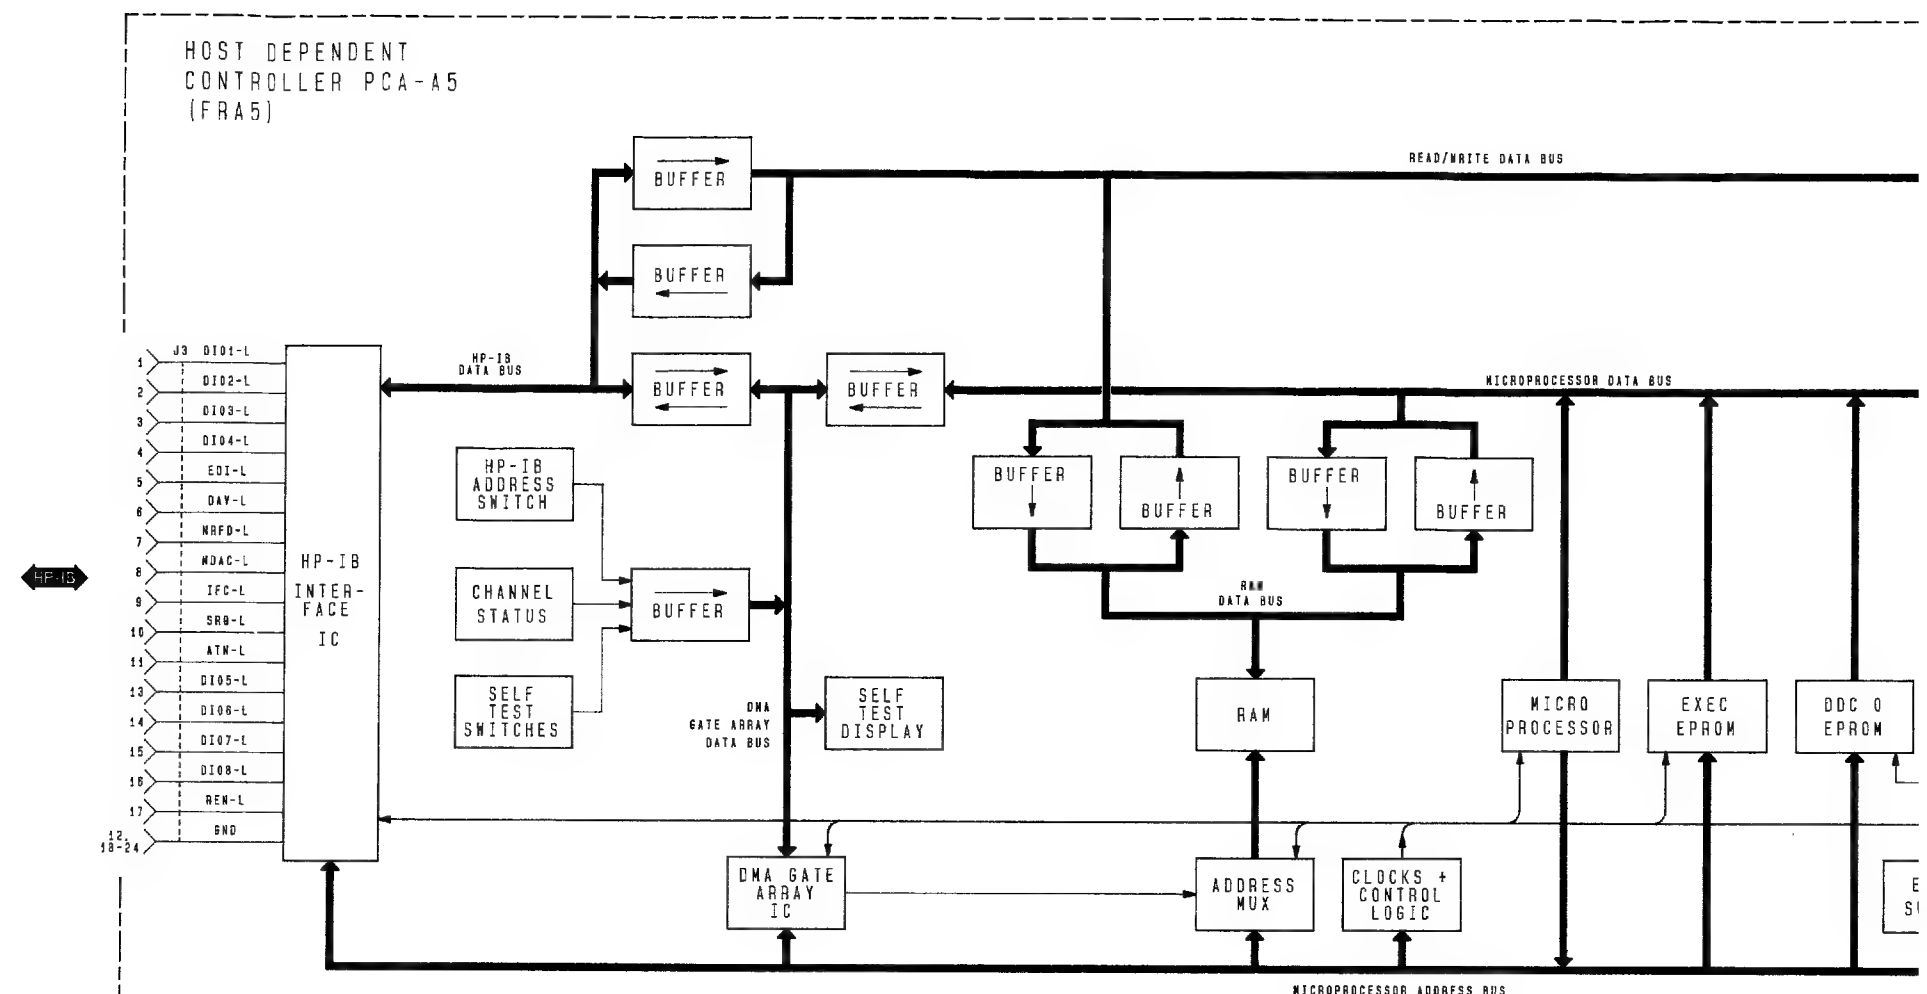 HOST DEPENDENT
CONTROLLER PCA-A5
(FRA5)
BUFFER
READ/WRITE DATA BUS
BUFFER
HP-IB
DATA BUS
BUFFER
BUFFER
MICROPROCESSOR DATA BUS
J3
1 DIO1-L
2 DIO2-L
3 DIO3-L
4 DIO4-L
5 EOI-L
6 DAV-L
7 NRFD-L
8 NDAC-L
9 IFC-L
10 SRQ-L
11 ATN-L
13 DIO5-L
14 DIO6-L
15 DIO7-L
16 DIO8-L
17 REN-L
12,
18-24 GND
HP-IB
HP-IB
INTER-
FACE
IC
HP-IB
ADDRESS
SWITCH
CHANNEL
STATUS
SELF
TEST
SWITCHES
BUFFER
BUFFER
BUFFER
BUFFER
BUFFER
RAM
DATA BUS
DMA
GATE ARRAY
DATA BUS
SELF
TEST
DISPLAY
RAM
MICRO
PROCESSOR
EXEC
EPROM
DDC 0
EPROM
DMA GATE
ARRAY
IC
ADDRESS
MUX
CLOCKS +
CONTROL
LOGIC
MICROPROCESSOR ADDRESS BUS